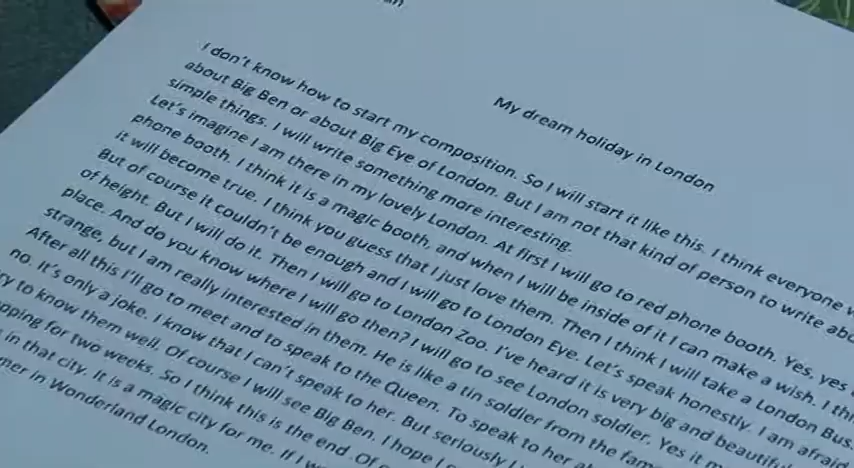 My dream holiday in London
I don't know how to start my composition. So I will start it like this. I think everyone
about Big Ben or about Big Eye of London. But I am not that kind of person to write abo
simple things. I will write something more interesting.
Let's imagine I am there in my lovely London. At first I will go to red phone booth. Yes, yes
phone booth. I think it is a magic booth, and when I will be inside of it I can make a wish. I th
it will become true. I think you guess that I just love them. Then I think I will take a London Bus.
But of course it couldn't be enough and I will go to London Eye. Let's speak honestly. I am afraid
of height. But I will do it. Then I will go to London Zoo. I've heard it is very big and beautif
place. And do you know where I will go then? I will go to see London soldier. Yes it m
strange, but I am really interested in them. He is like a tin soldier from the fam
After all this I'll go to meet and to speak to the Queen. To speak to her
no. It's only a joke. I know that I can't speak to her. But seriously I
ry to know them well. Of course I will see Big Ben. I hope I
pping for two weeks. So I think this is the end. Of
in that city. It is a magic city for me. If I w
mer in Wonderland London.